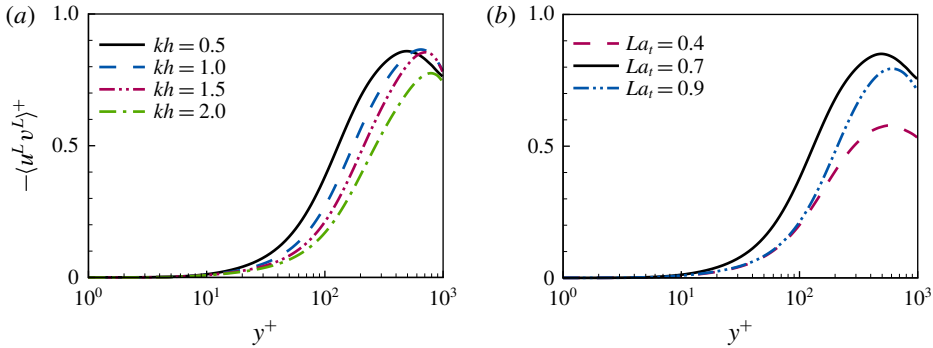 (a)
1.0
0.5
0
−⟨u^L v^L⟩^+
kh = 0.5
kh = 1.0
kh = 1.5
kh = 2.0
10^0 10^1 10^2 10^3
y^+
(b)
1.0
0.5
0
La_t = 0.4
La_t = 0.7
La_t = 0.9
10^0 10^1 10^2 10^3
y^+